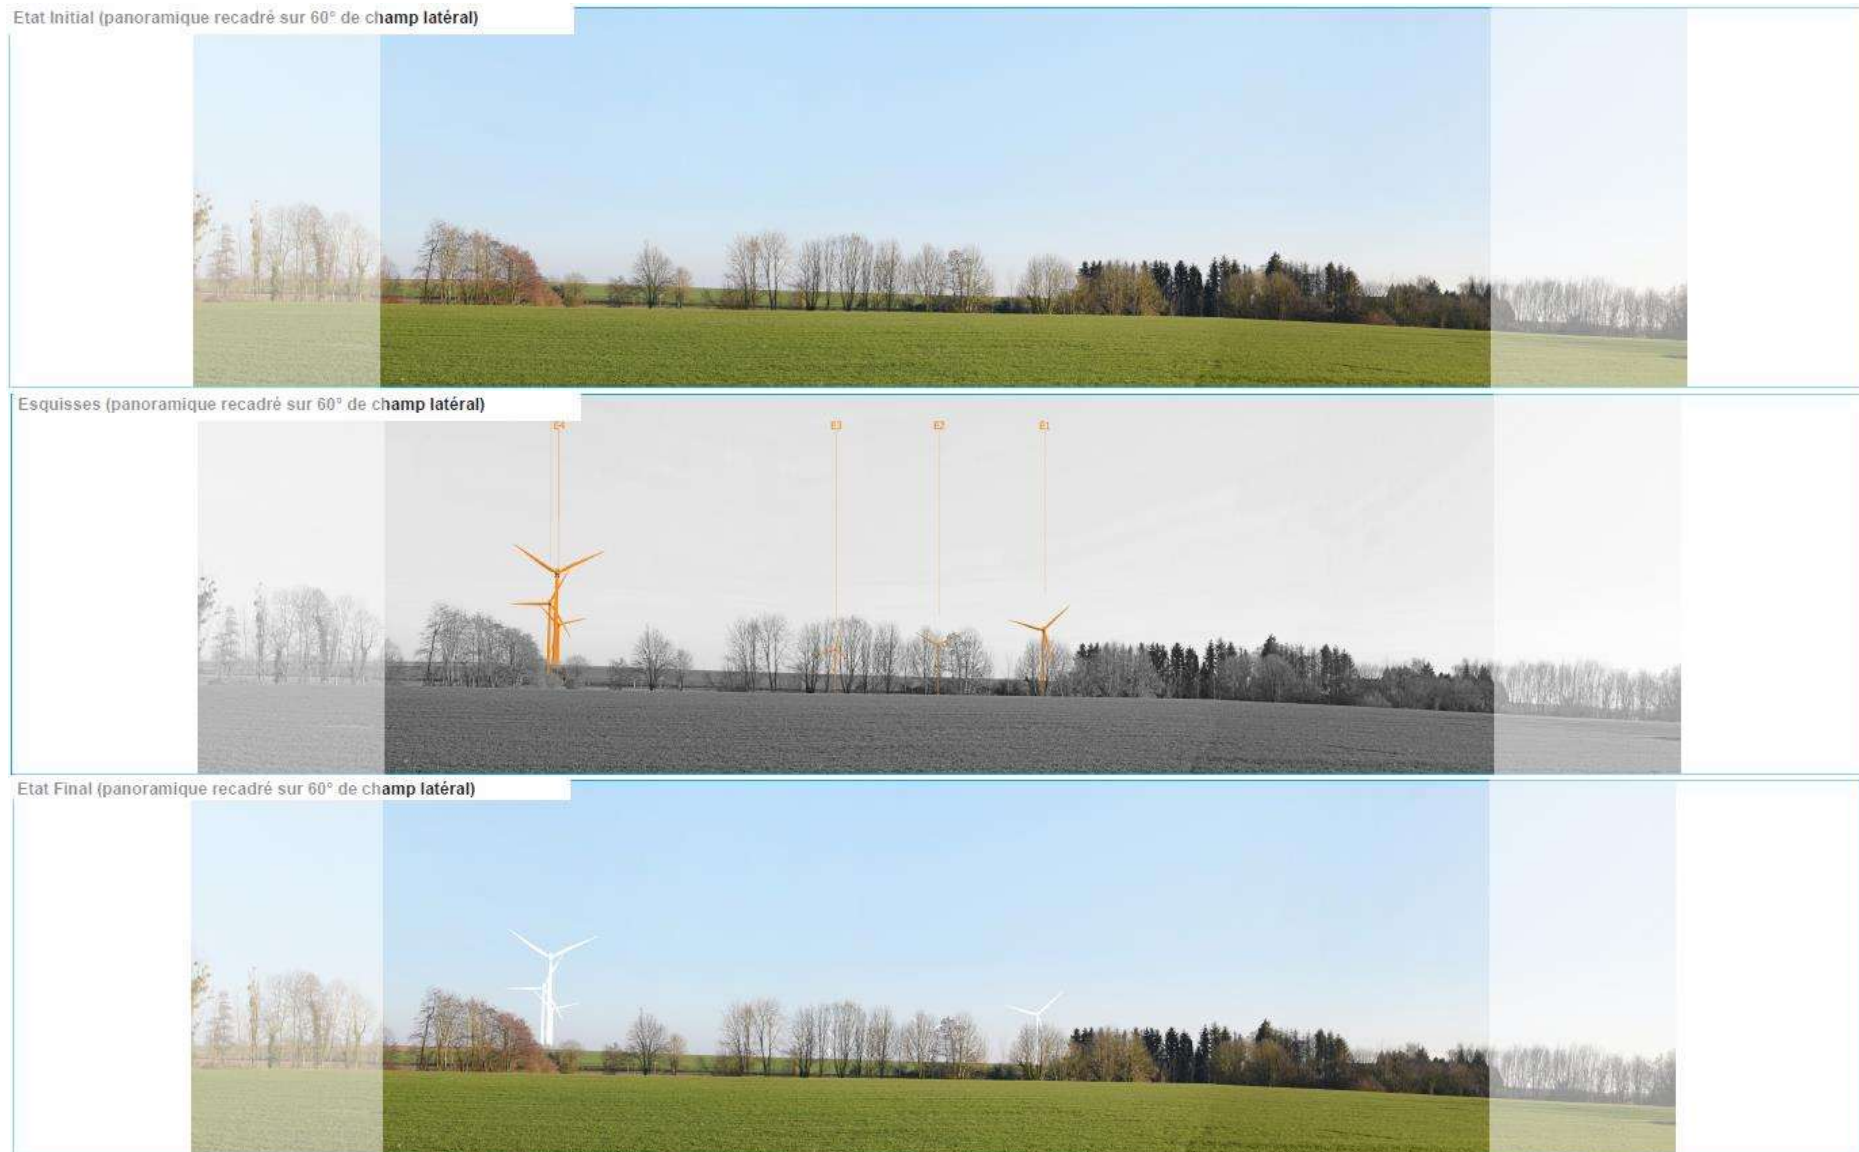 Etat Initial (panoramique recadré sur 60° de champ latéral)
Esquisses (panoramique recadré sur 60° de champ latéral)
E4 E3 E2 E1
Etat Final (panoramique recadré sur 60° de champ latéral)